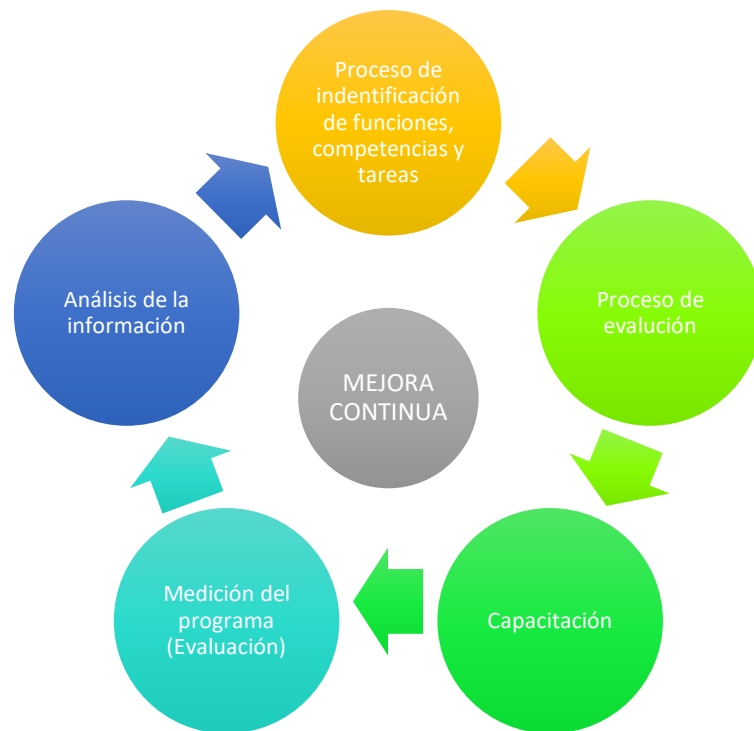 Proceso de
indentificación
de funciones,
competencias y
tareas
Proceso de
evalución
Capacitación
Medición del
programa
(Evaluación)
Análisis de la
información
MEJORA
CONTINUA